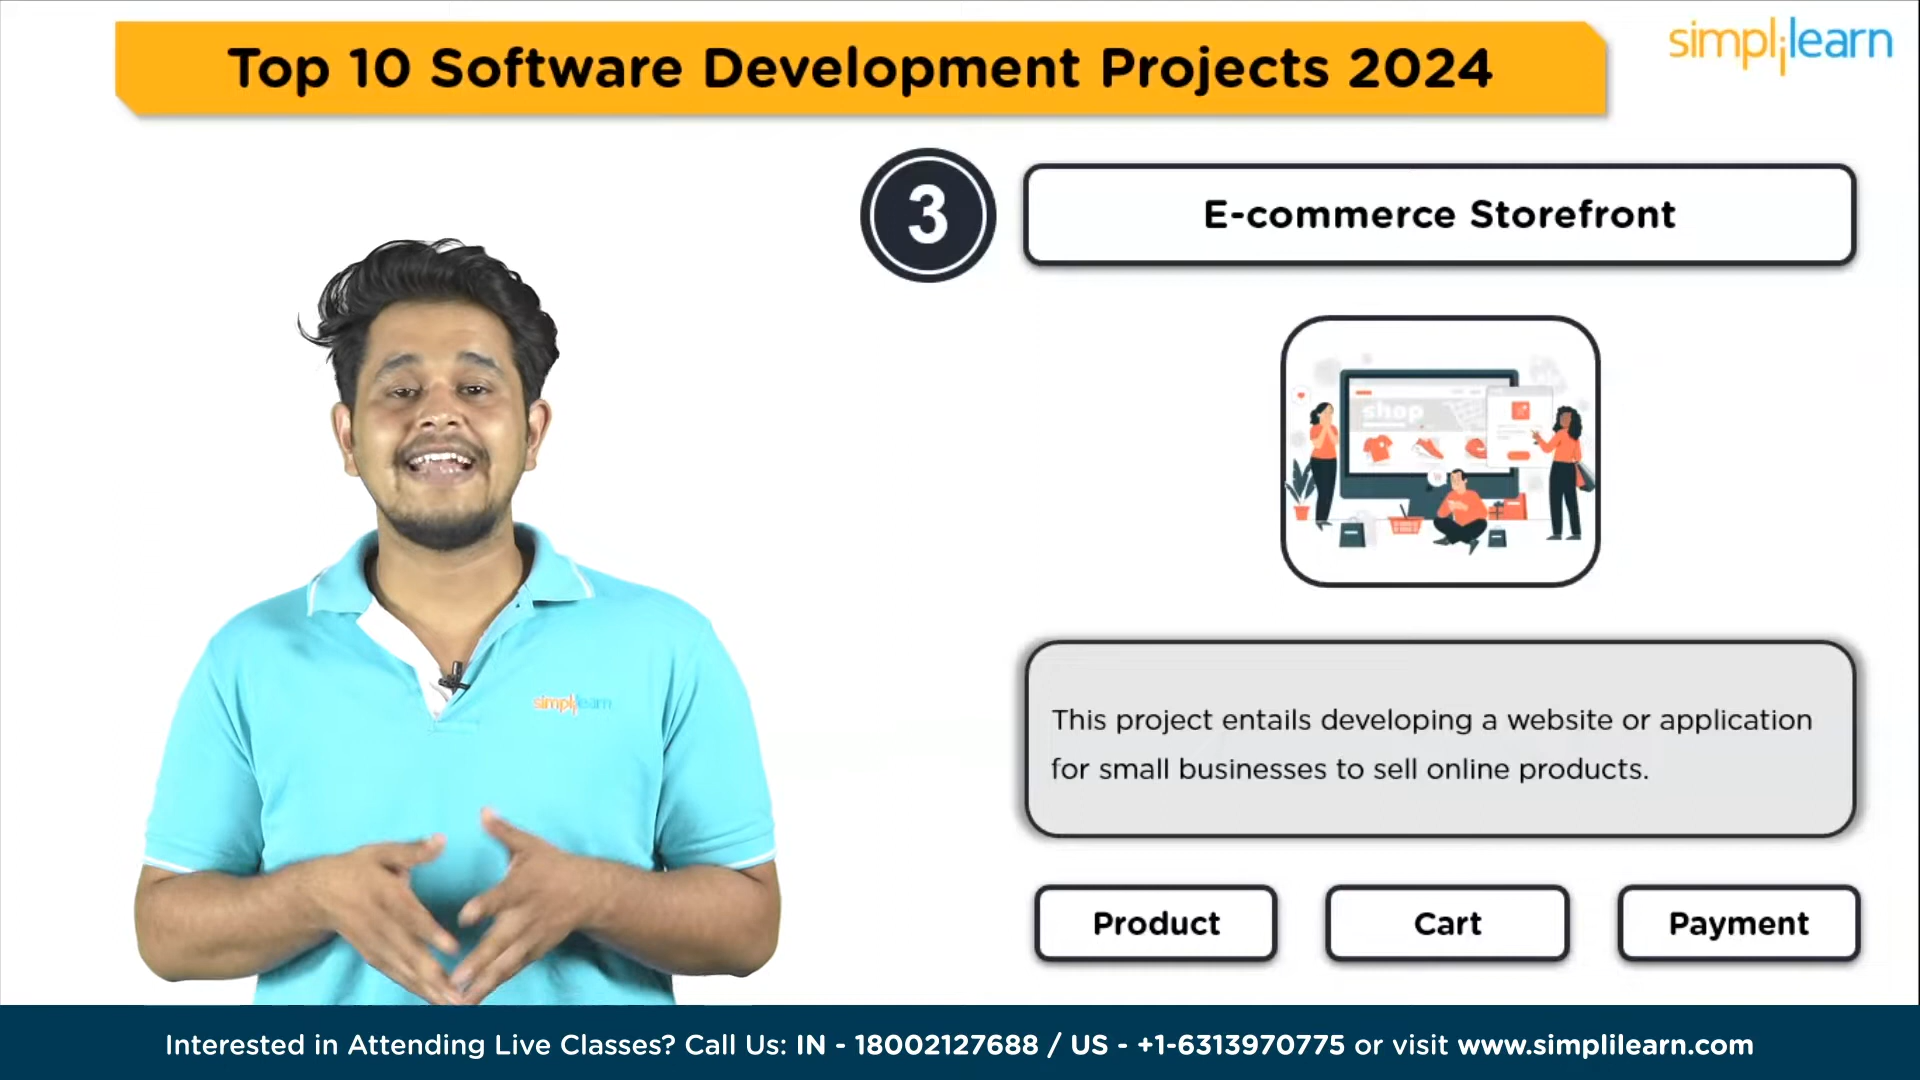 Top 10 Software Development Projects 2024
simplilearn
3
E-commerce Storefront
shop
simplilearn
This project entails developing a website or application
for small businesses to sell online products.
Product
Cart
Payment
Interested in Attending Live Classes? Call Us: IN - 18002127688 / US - +1-6313970775 or visit www.simplilearn.com